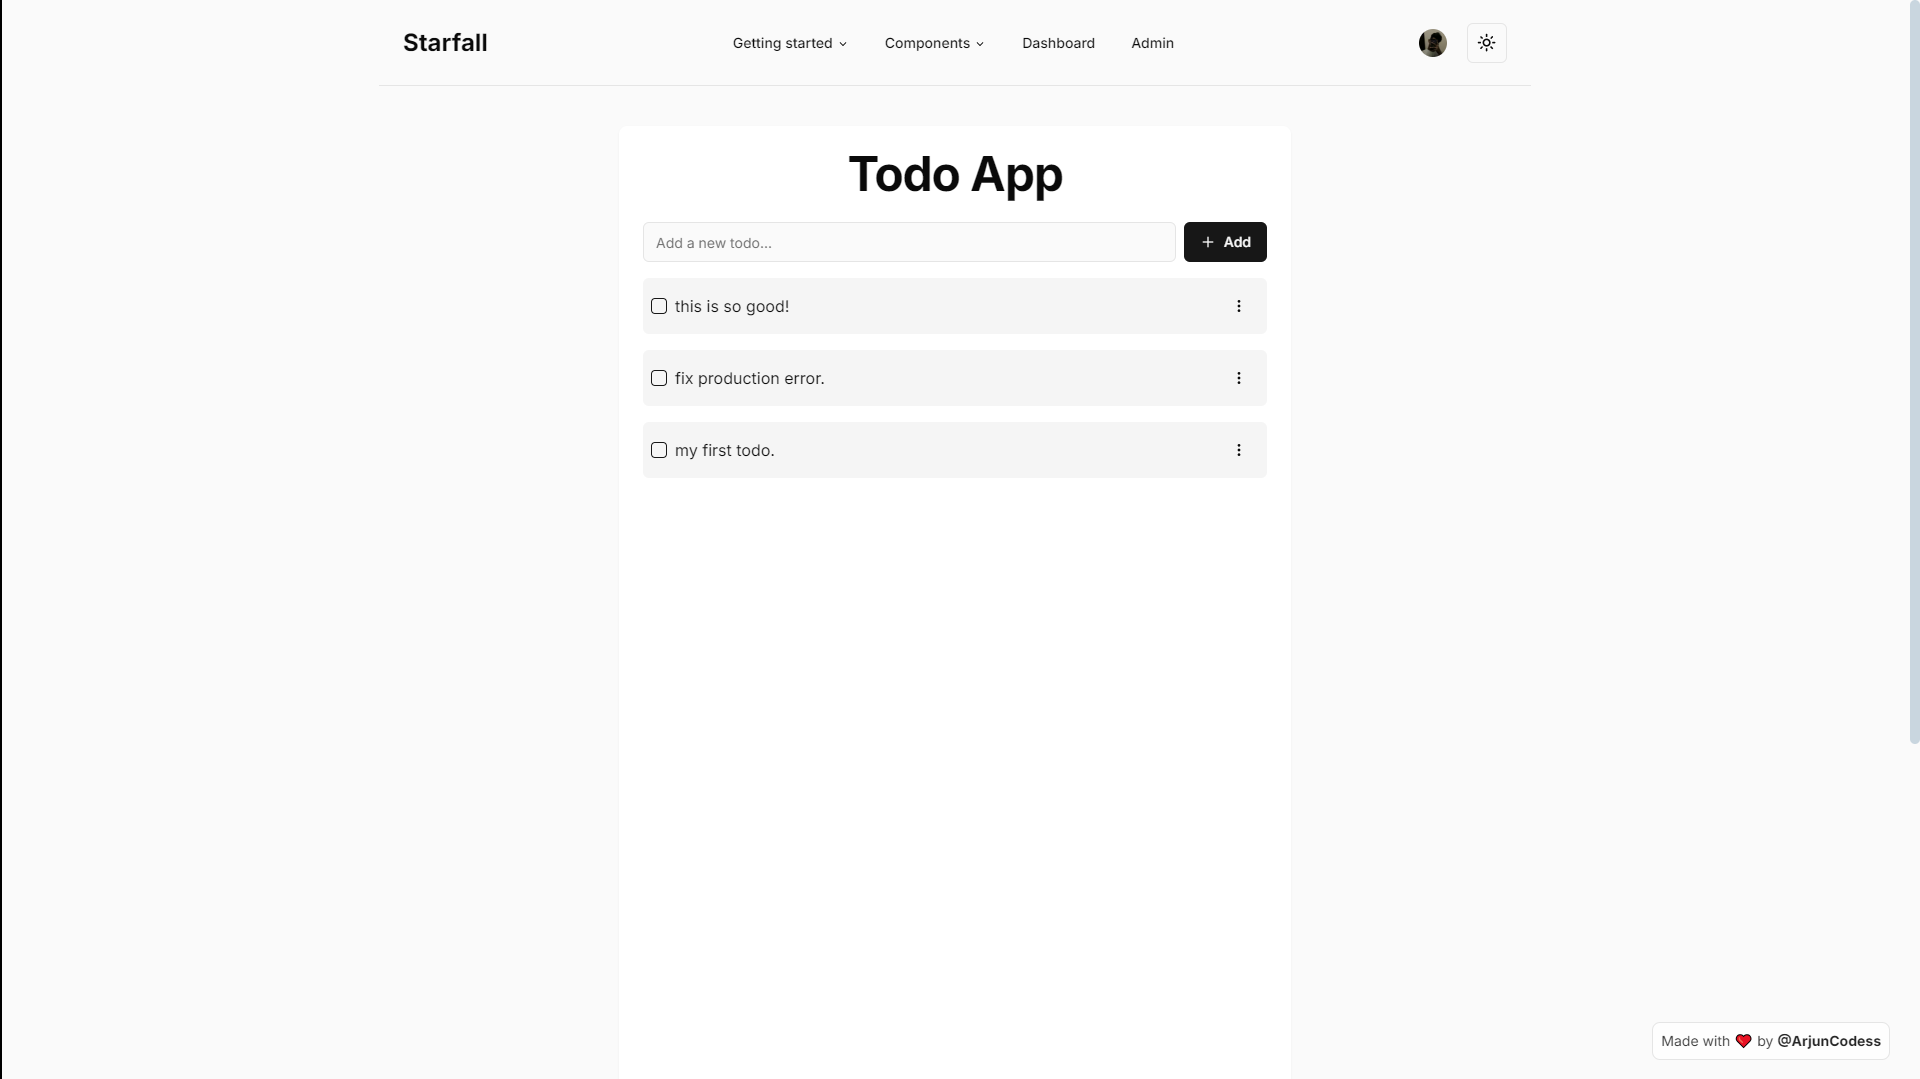 Starfall
Getting started
Components
Dashboard
Admin
Todo App
Add a new todo...
Add
this is so good!
fix production error.
my first todo.
Made with ❤️ by @ArjunCodess